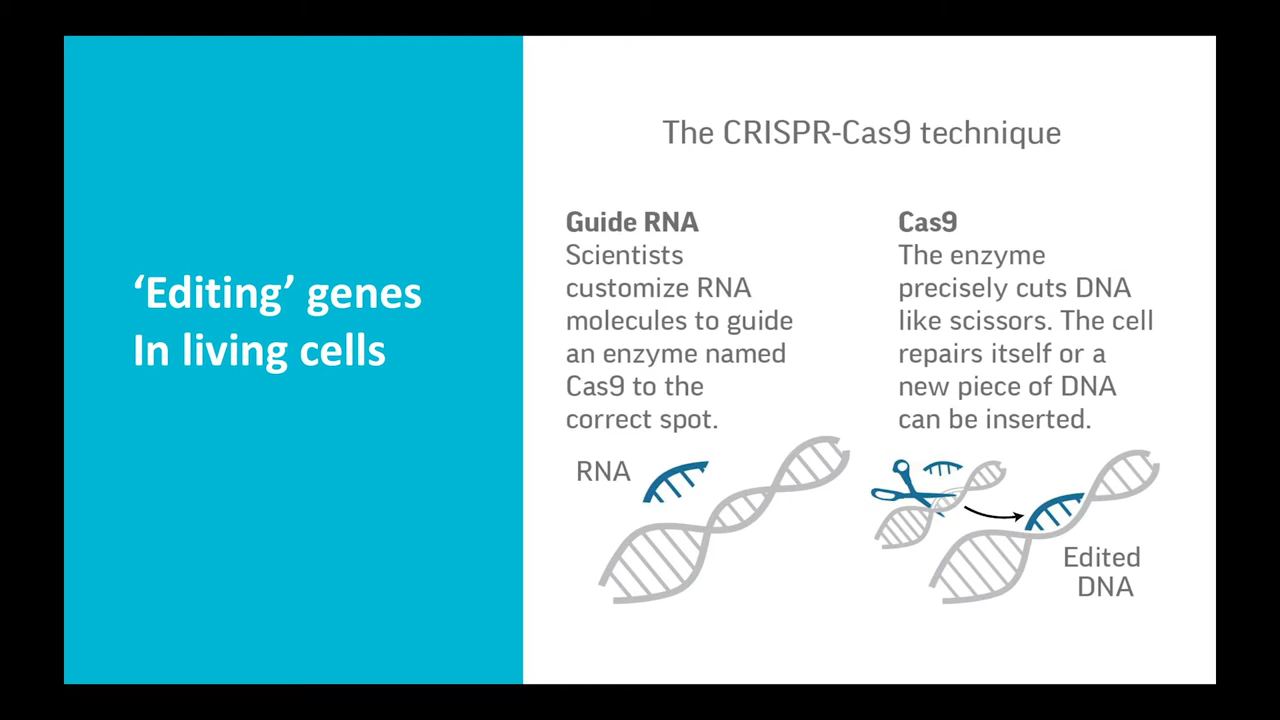 ‘Editing’ genes
In living cells
The CRISPR-Cas9 technique
Guide RNA
Scientists
customize RNA
molecules to guide
an enzyme named
Cas9 to the
correct spot.
RNA
Cas9
The enzyme
precisely cuts DNA
like scissors. The cell
repairs itself or a
new piece of DNA
can be inserted.
Edited
DNA